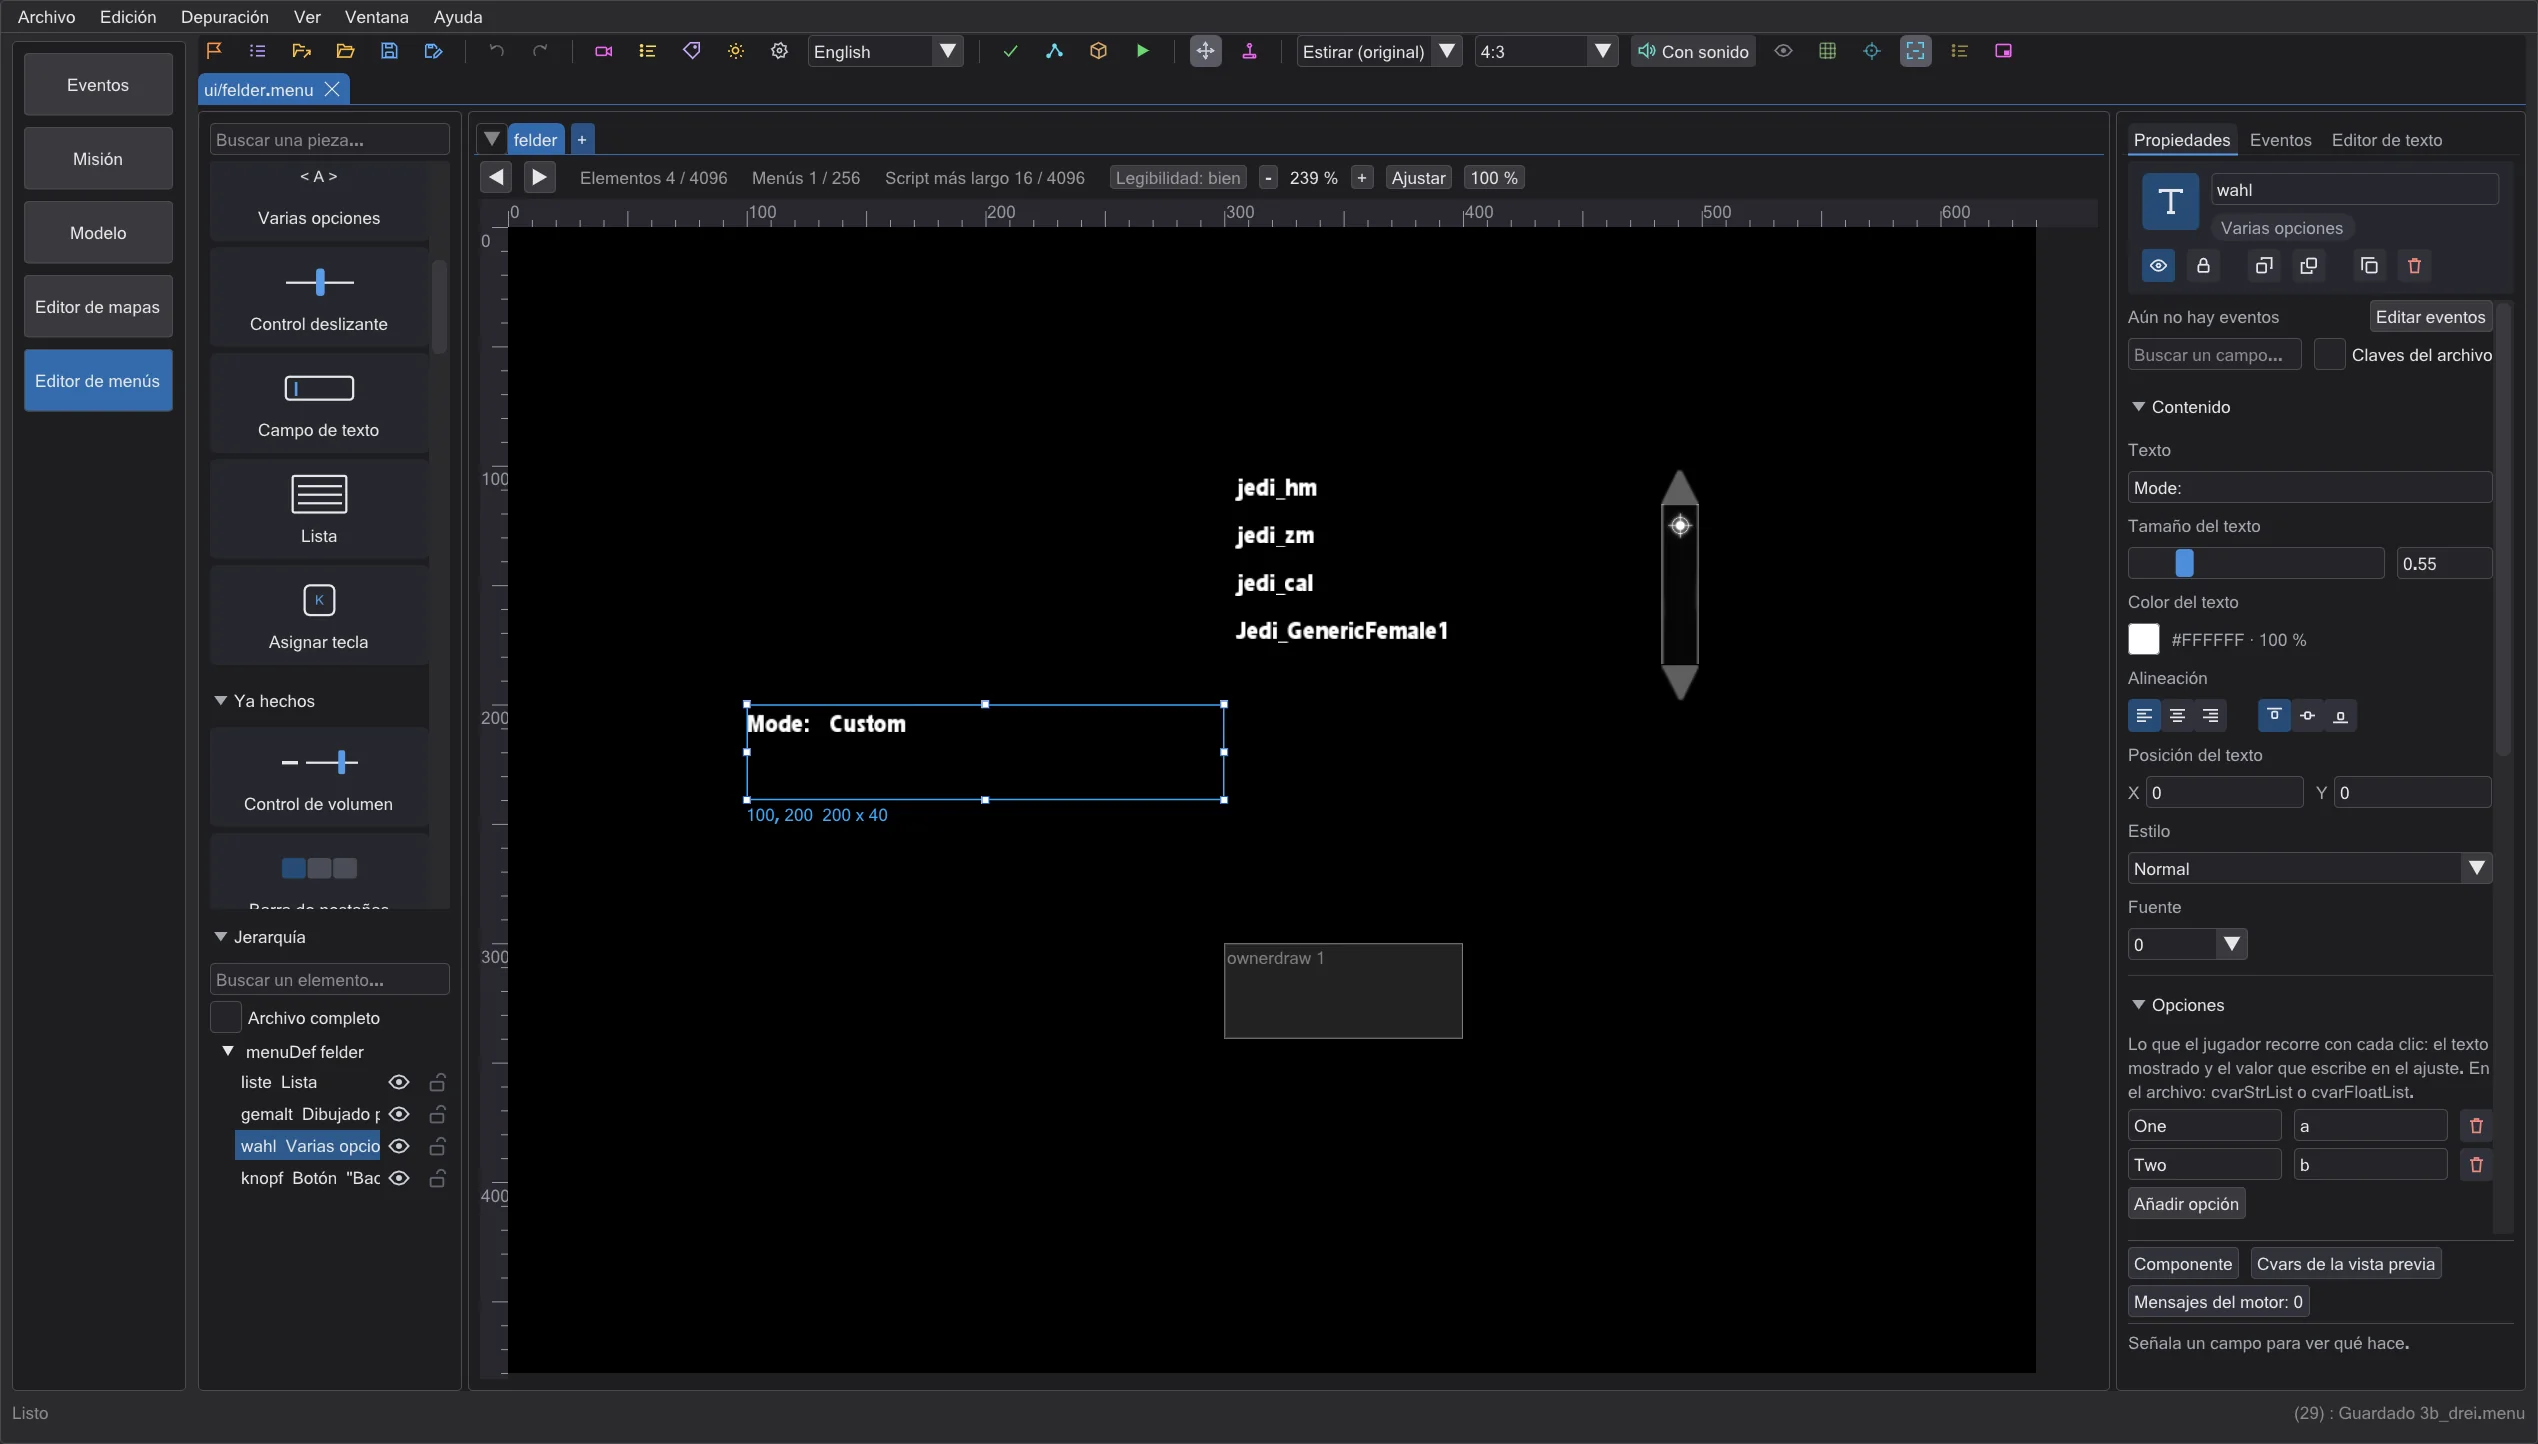 Archivo Edición Depuración Ver Ventana Ayuda
English
Estirar (original)
4:3
Con sonido
ui/felder.menu
Eventos
Misión
Modelo
Editor de mapas
Editor de menús
Buscar una pieza...
< A >
Varias opciones
Control deslizante
Campo de texto
Lista
K
Asignar tecla
Ya hechos
Control de volumen
Jerarquía
Buscar un elemento...
Archivo completo
menuDef felder
liste Lista
gemalt Dibujado p
wahl Varias opcio
knopf Botón "Bac
felder +
Elementos 4 / 4096 Menús 1 / 256 Script más largo 16 / 4096 Legibilidad: bien - 239 % + Ajustar 100 %
0 100 200 300 400 500 600
0
100
200
300
400
jedi_hm
jedi_zm
jedi_cal
Jedi_GenericFemale1
Mode: Custom
100, 200 200 x 40
ownerdraw 1
Propiedades Eventos Editor de texto
T
wahl
Varias opciones
Aún no hay eventos
Editar eventos
Buscar un campo...
Claves del archivo
Contenido
Texto
Mode:
Tamaño del texto
0.55
Color del texto
#FFFFFF · 100 %
Alineación
Posición del texto
X 0 Y 0
Estilo
Normal
Fuente
0
Opciones
Lo que el jugador recorre con cada clic: el texto
mostrado y el valor que escribe en el ajuste. En
el archivo: cvarStrList o cvarFloatList.
One a
Two b
Añadir opción
Componente Cvars de la vista previa
Mensajes del motor: 0
Señala un campo para ver qué hace.
Listo
(29) : Guardado 3b_drei.menu